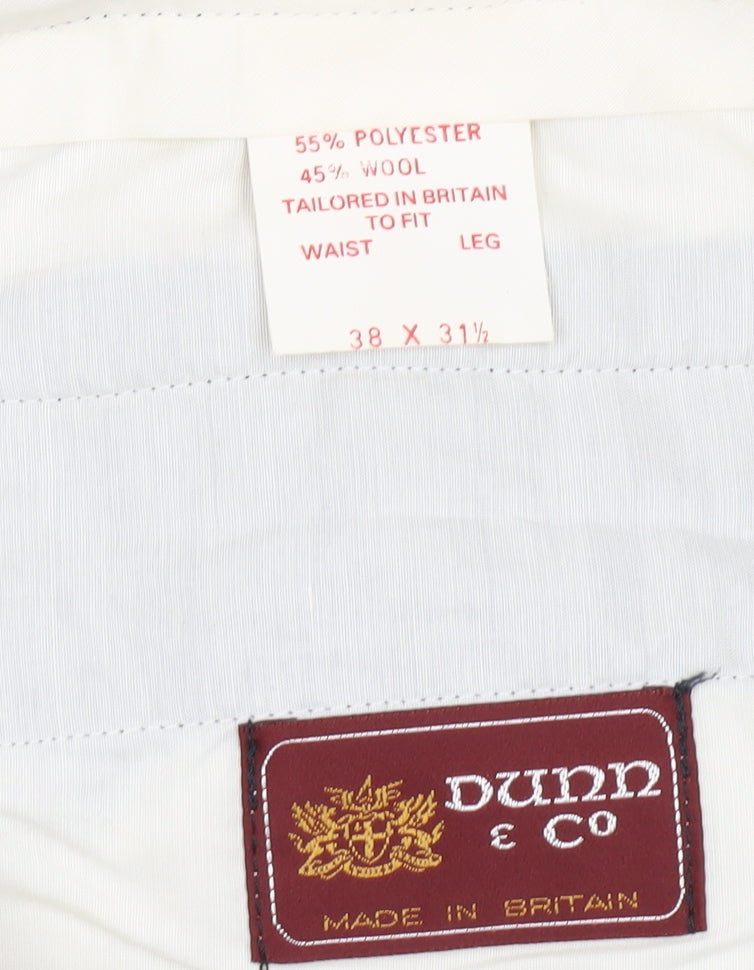 55% POLYESTER
45% WOOL
TAILORED IN BRITAIN
TO FIT
WAIST LEG
38 X 31½
DUNN
& Co
MADE IN BRITAIN